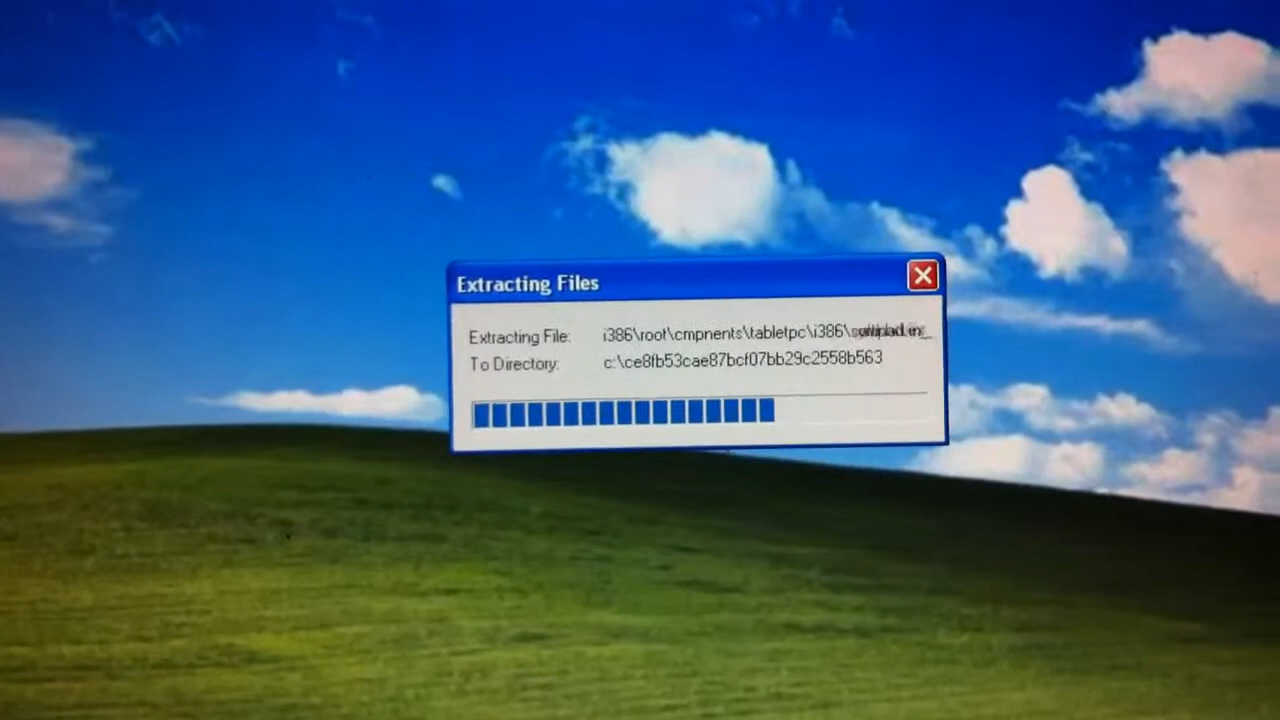 Extracting Files
Extracting File: i386\root\cmpnents\tabletpc\i386\
To Directory: c:\ce8fb53cae87bcf07bb29c2558b563